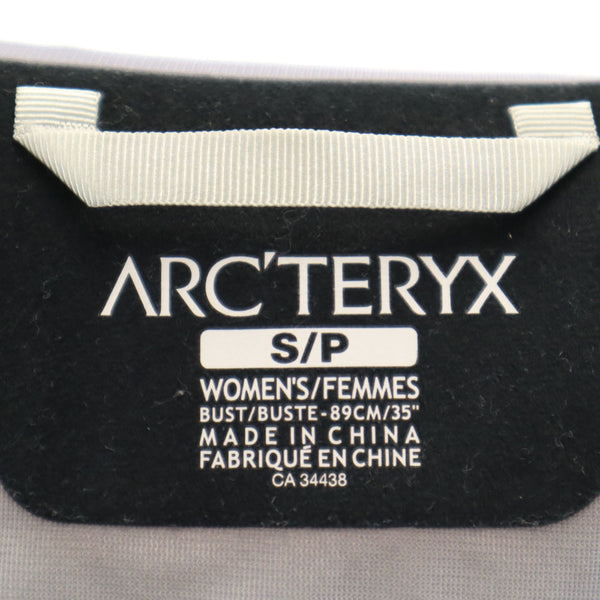 ARC'TERYX
S/P
WOMEN'S/FEMMES
BUST/BUSTE - 89CM/35"
MADE IN CHINA
FABRIQUÉ EN CHINE
CA 34438